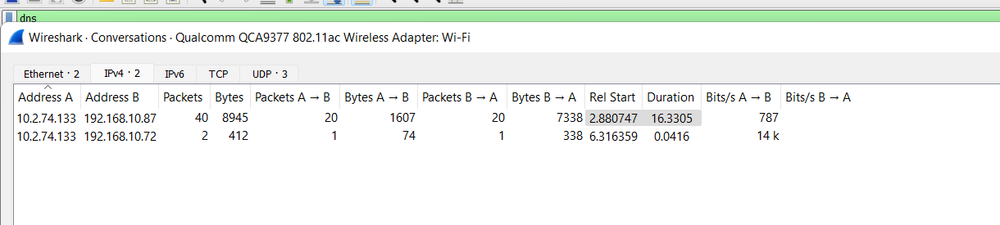 dns
Wireshark · Conversations · Qualcomm QCA9377 802.11ac Wireless Adapter: Wi-Fi
Ethernet · 2 IPv4 · 2 IPv6 TCP UDP · 3
Address A Address B Packets Bytes Packets A → B Bytes A → B Packets B → A Bytes B → A Rel Start Duration Bits/s A → B Bits/s B → A
10.2.74.133 192.168.10.87 40 8945 20 1607 20 7338 2.880747 16.3305 787
10.2.74.133 192.168.10.72 2 412 1 74 1 338 6.316359 0.0416 14 k